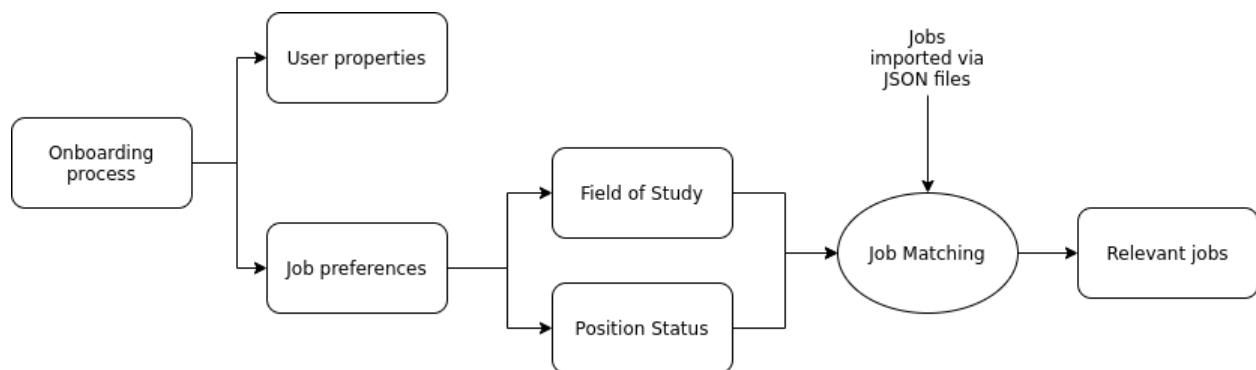 User properties
Jobs
imported via
JSON files
Onboarding
process
Field of Study
Job preferences
Job Matching
Relevant jobs
Position Status